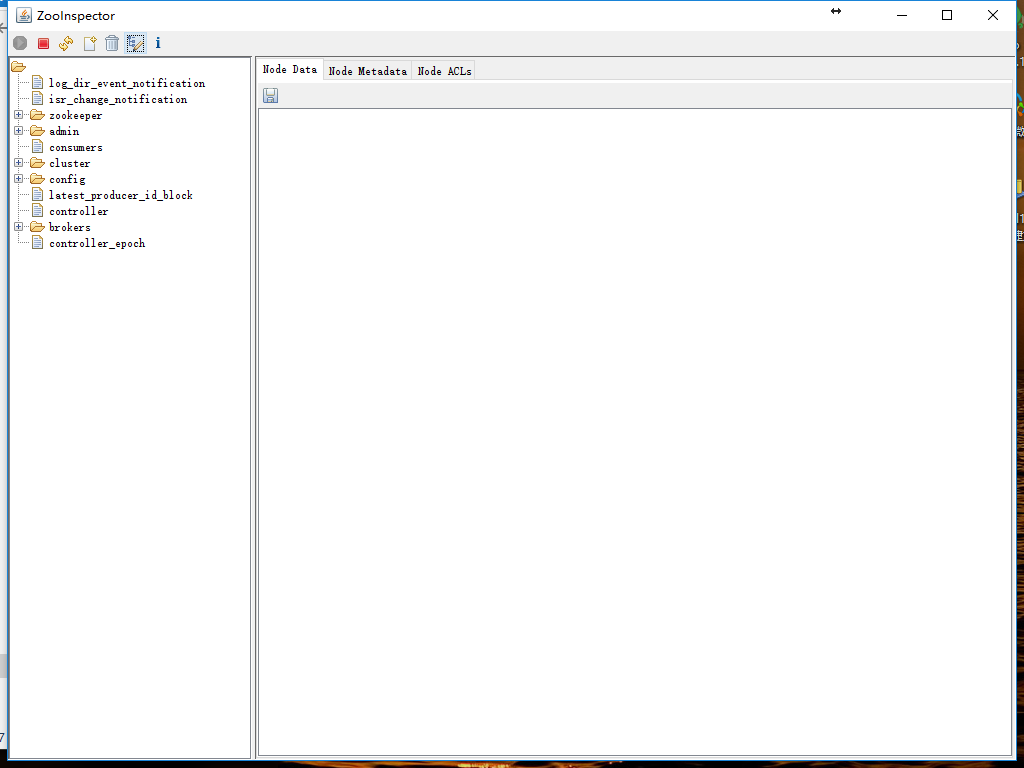 ZooInspector
Node Data
Node Metadata
Node ACLs
log_dir_event_notification
isr_change_notification
zookeeper
admin
consumers
cluster
config
latest_producer_id_block
controller
brokers
controller_epoch